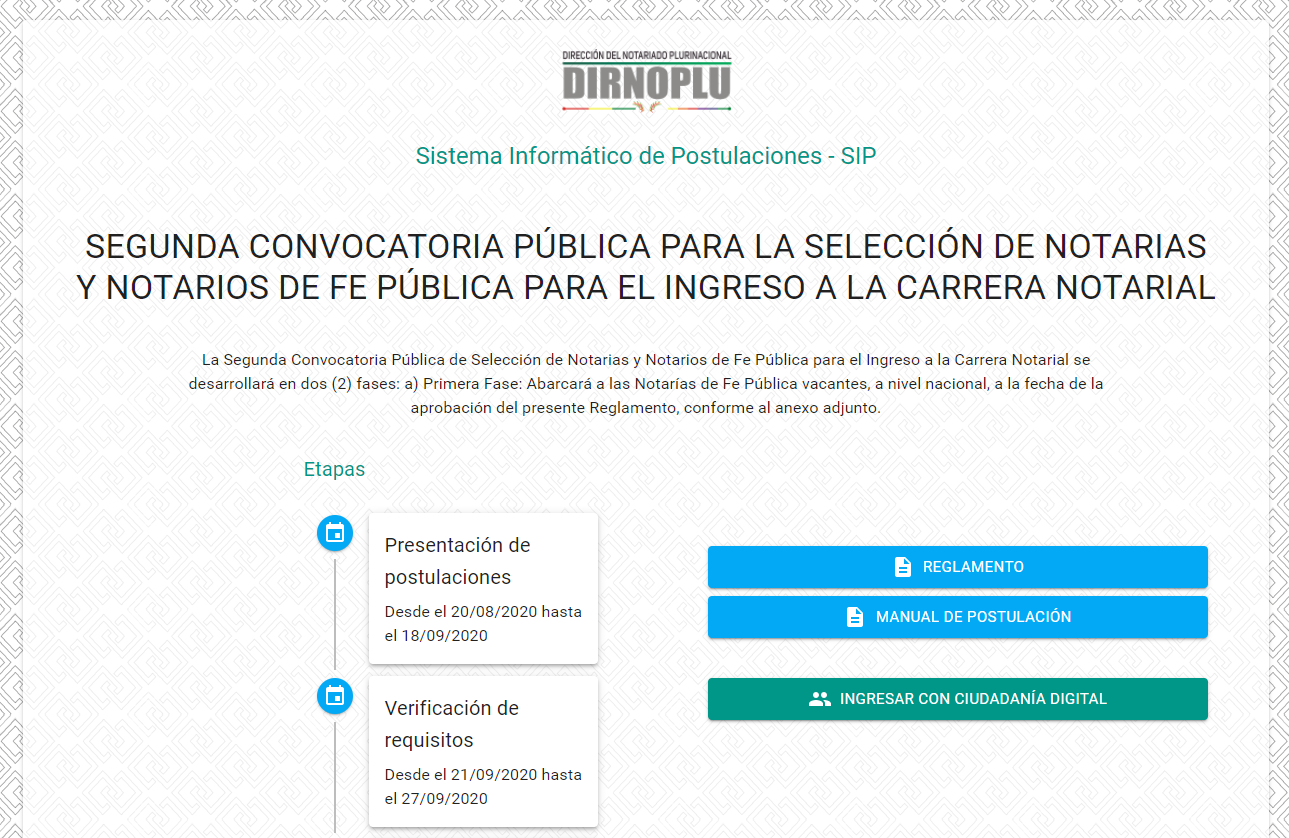 DIRECCIÓN DEL NOTARIADO PLURINACIONAL
DIRNOPLU
Sistema Informático de Postulaciones - SIP
SEGUNDA CONVOCATORIA PÚBLICA PARA LA SELECCIÓN DE NOTARIAS
Y NOTARIOS DE FE PÚBLICA PARA EL INGRESO A LA CARRERA NOTARIAL
La Segunda Convocatoria Pública de Selección de Notarias y Notarios de Fe Pública para el Ingreso a la Carrera Notarial se
desarrollará en dos (2) fases: a) Primera Fase: Abarcará a las Notarías de Fe Pública vacantes, a nivel nacional, a la fecha de la
aprobación del presente Reglamento, conforme al anexo adjunto.
Etapas
Presentación de
postulaciones
Desde el 20/08/2020 hasta
el 18/09/2020
Verificación de
requisitos
Desde el 21/09/2020 hasta
el 27/09/2020
REGLAMENTO
MANUAL DE POSTULACIÓN
INGRESAR CON CIUDADANÍA DIGITAL